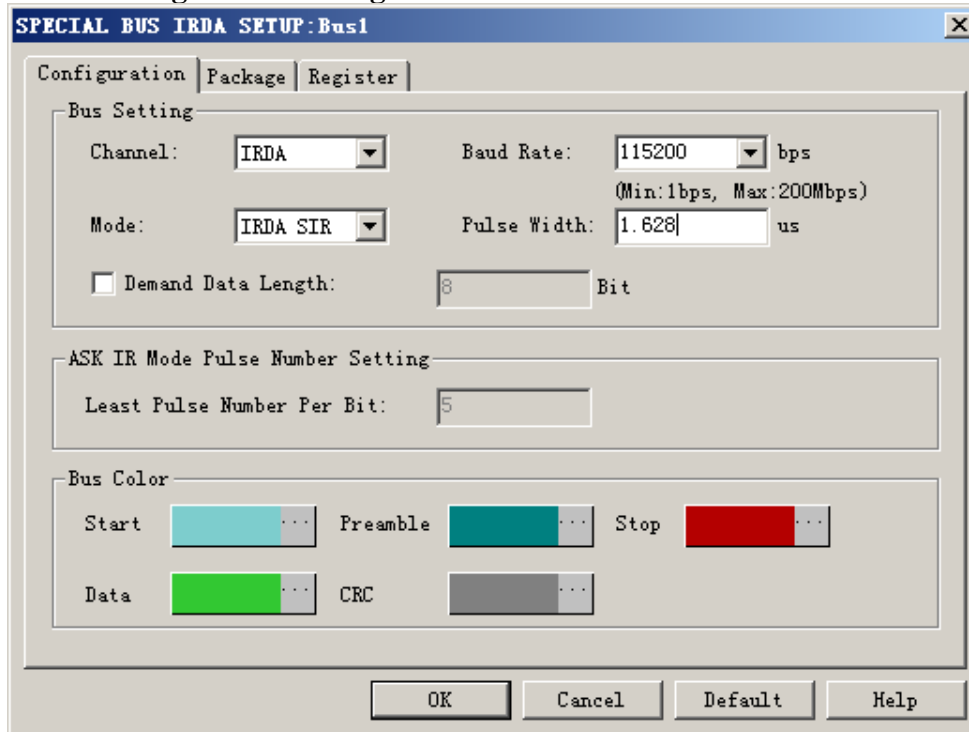 SPECIAL BUS IRDA SETUP:Bus1
Configuration Package Register
Bus Setting
Channel: IRDA Baud Rate: 115200 bps
(Min:1bps, Max:200Mbps)
Mode: IRDA SIR Pulse Width: 1.628 us
Demand Data Length: 8 Bit
ASK IR Mode Pulse Number Setting
Least Pulse Number Per Bit: 5
Bus Color
Start ... Preamble ... Stop ...
Data ... CRC ...
OK Cancel Default Help